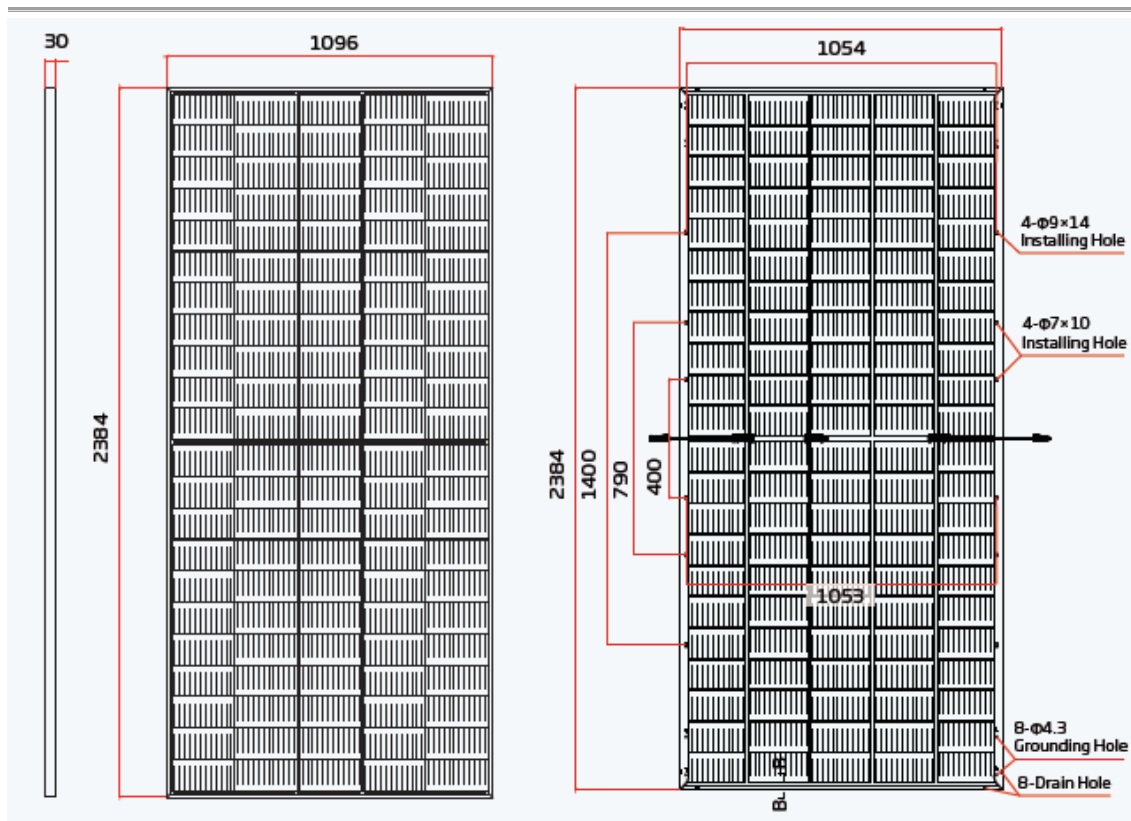 30
1096
2384
1054
2384
1400
790
400
1053
4-Φ9×14
Installing Hole
4-Φ7×10
Installing Hole
8-Φ4.3
Grounding Hole
8-Drain Hole
B
B